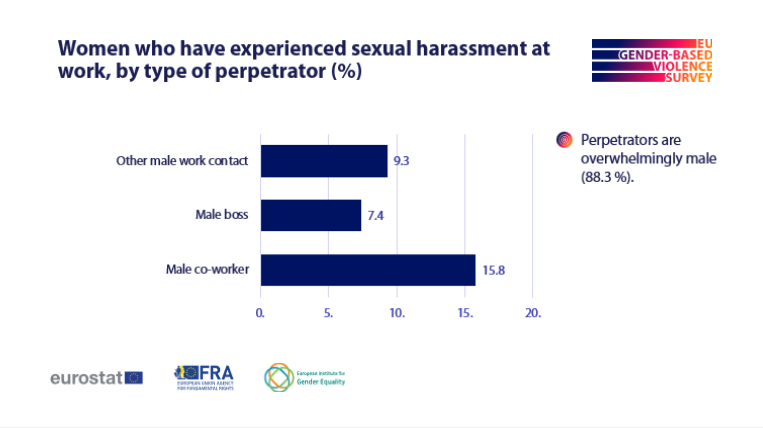 Women who have experienced sexual harassment at
work, by type of perpetrator (%)
EU
GENDER-BASED
VIOLENCE
SURVEY
Perpetrators are
overwhelmingly male
(88.3 %).
Other male work contact
9.3
Male boss
7.4
Male co-worker
15.8
0.
5.
10.
15.
20.
eurostat
FRA
EUROPEAN UNION AGENCY
FOR FUNDAMENTAL RIGHTS
European Institute for
Gender Equality